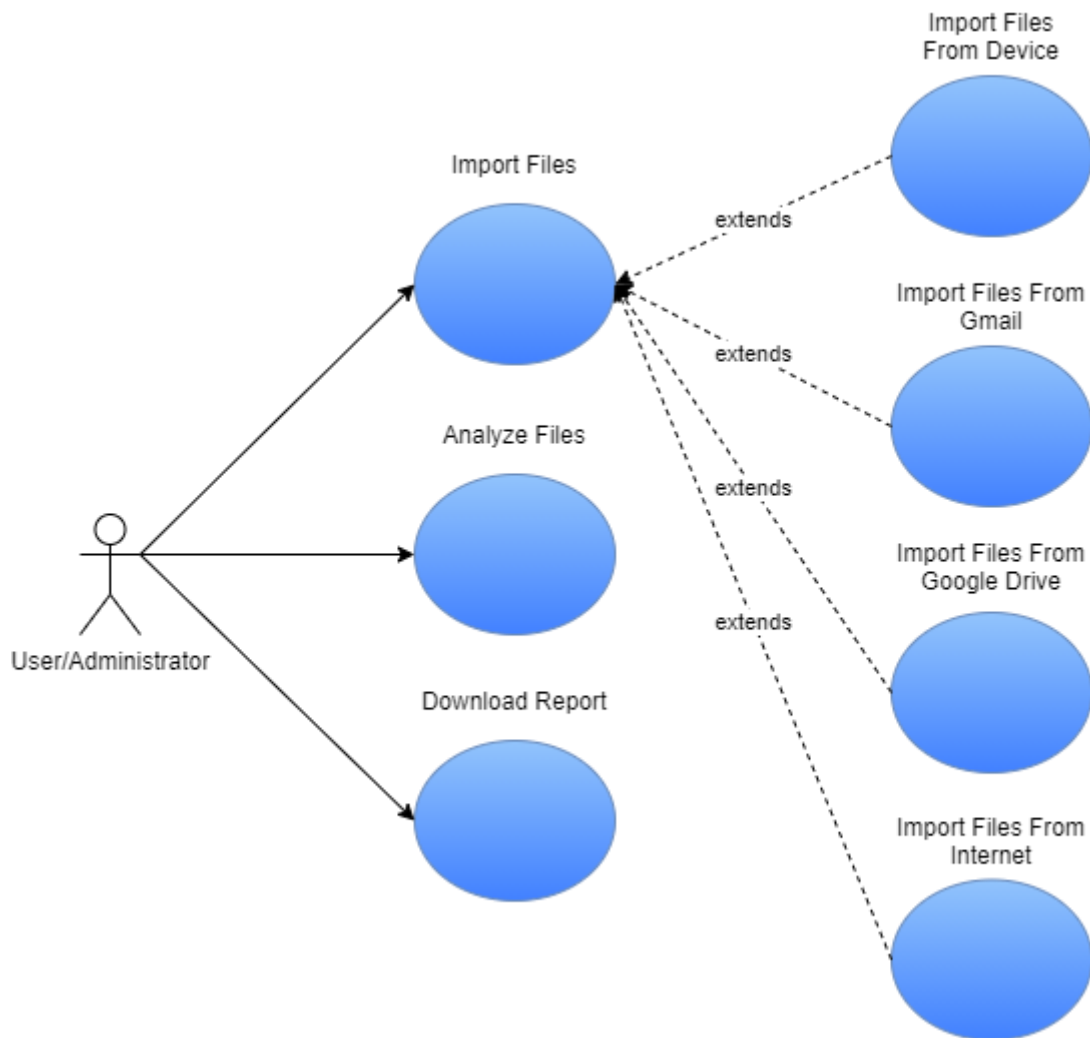 Import Files
From Device
Import Files
extends
Import Files From
Gmail
extends
Analyze Files
extends
Import Files From
Google Drive
extends
User/Administrator
Download Report
Import Files From
Internet